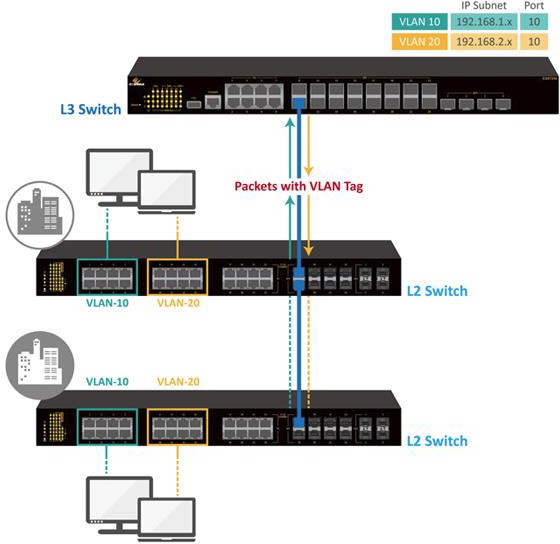 IP Subnet Port
VLAN 10 192.168.1.x 10
VLAN 20 192.168.2.x 10
L3 Switch
Packets with VLAN Tag
VLAN-10 VLAN-20
L2 Switch
VLAN-10 VLAN-20
L2 Switch